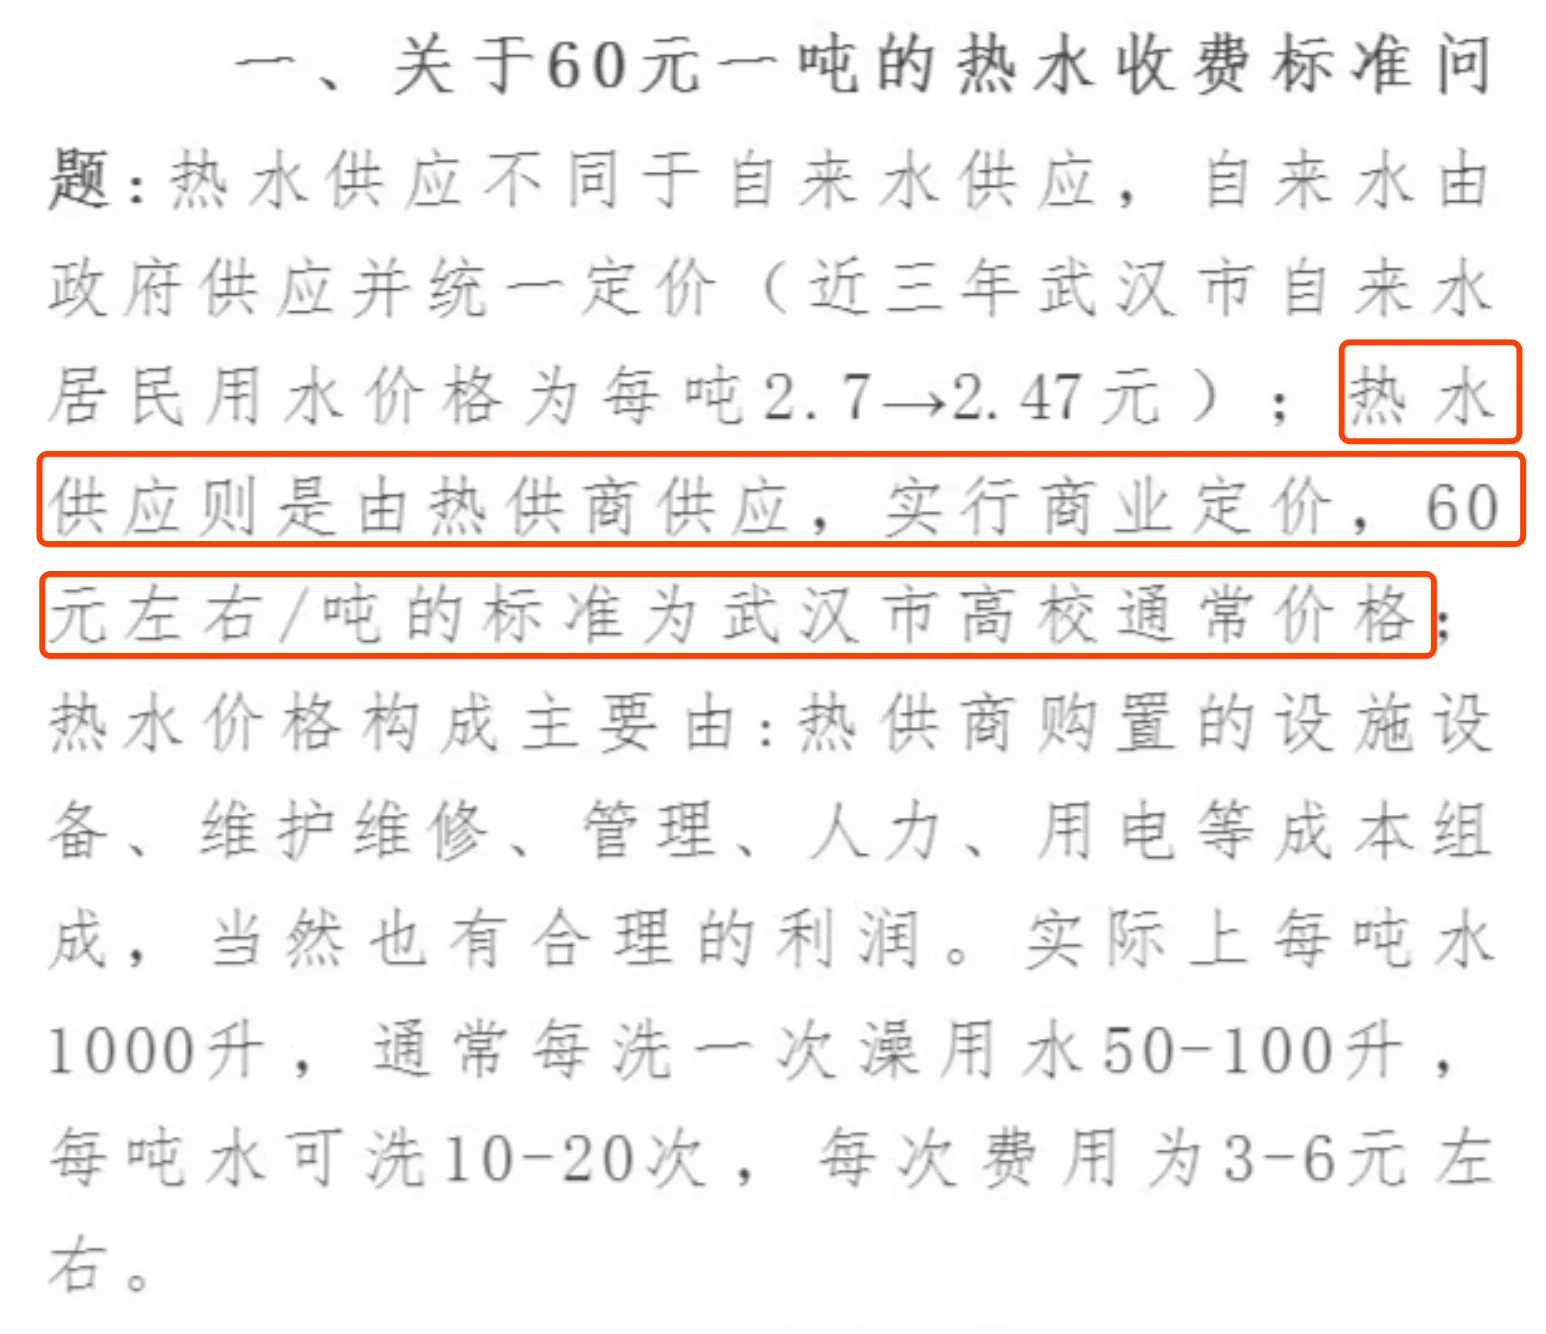 一、关于60元一吨的热水收费标准问
题:热水供应不同于自来水供应，自来水由
政府供应并统一定价（近三年武汉市自来水
居民用水价格为每吨2.7→2.47元）；热水
供应则是由热供商供应，实行商业定价，60
元左右/吨的标准为武汉市高校通常价格；
热水价格构成主要由:热供商购置的设施设
备、维护维修、管理、人力、用电等成本组
成，当然也有合理的利润。实际上每吨水
1000升，通常每洗一次澡用水50-100升，
每吨水可洗10-20次，每次费用为3-6元左
右。